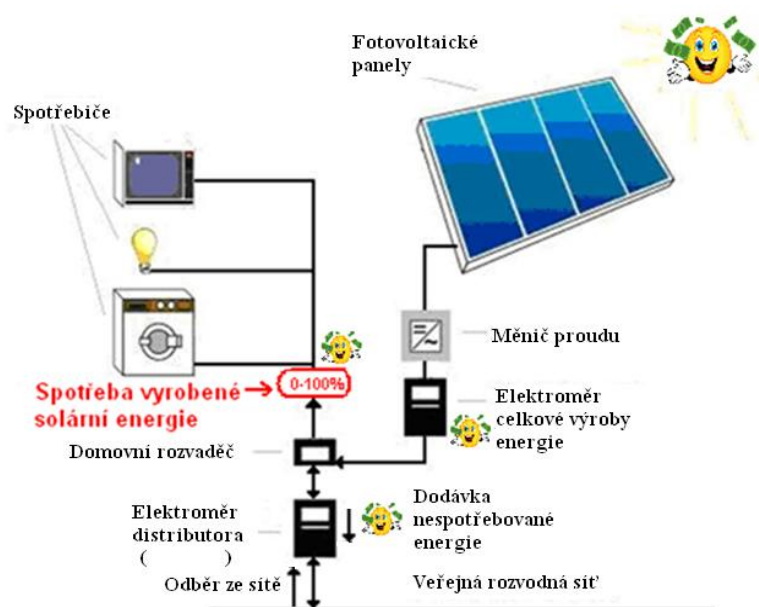 Fotovoltaické
panely
Spotřebiče
Měnič proudu
Spotřeba vyrobené
solární energie
0-100%
Elektroměr
celkové výroby
energie
Domovní rozvaděč
Elektroměr
distributora
( )
Dodávka
nespotřebované
energie
Odběr ze sítě
Veřejná rozvodná síť